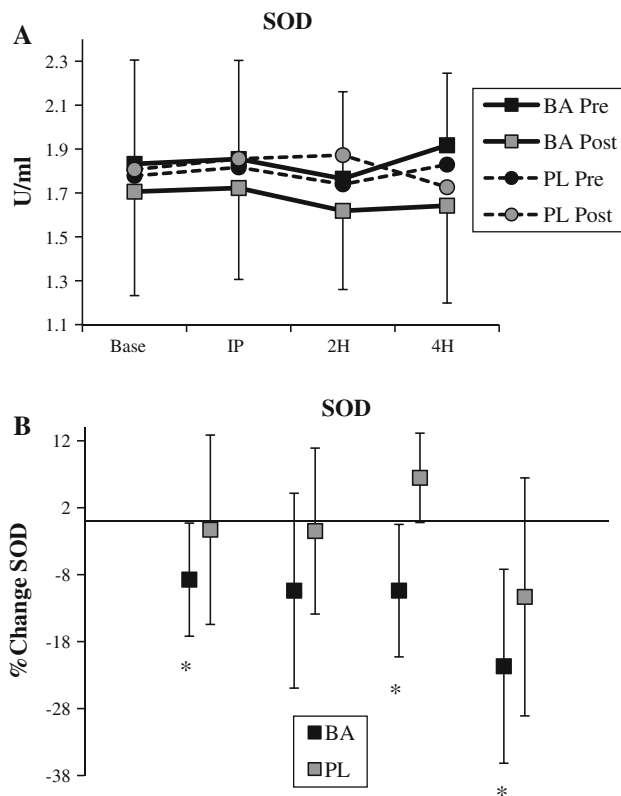 SOD
A
U/ml
2.3
2.1
1.9
1.7
1.5
1.3
1.1
Base IP 2H 4H
BA Pre
BA Post
PL Pre
PL Post
SOD
B
%Change SOD
12
2
-8
-18
-28
-38
*
*
*
BA
PL